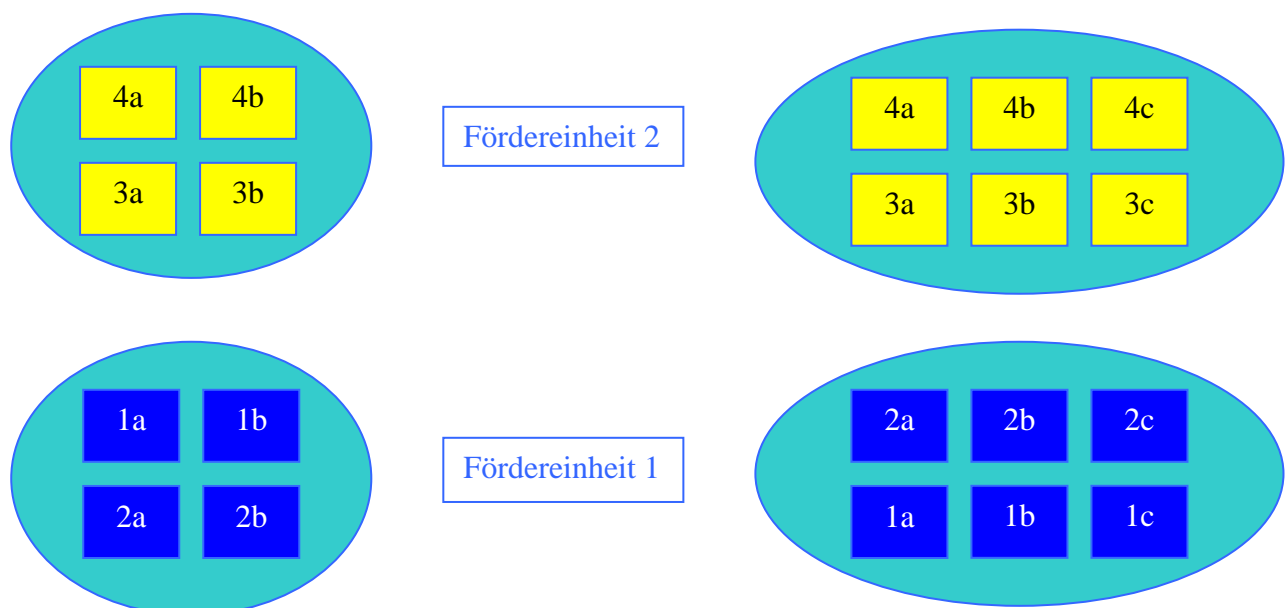 4a 4b
Fördereinheit 2
4a 4b 4c
3a 3b
3a 3b 3c
1a 1b
Fördereinheit 1
2a 2b 2c
2a 2b
1a 1b 1c